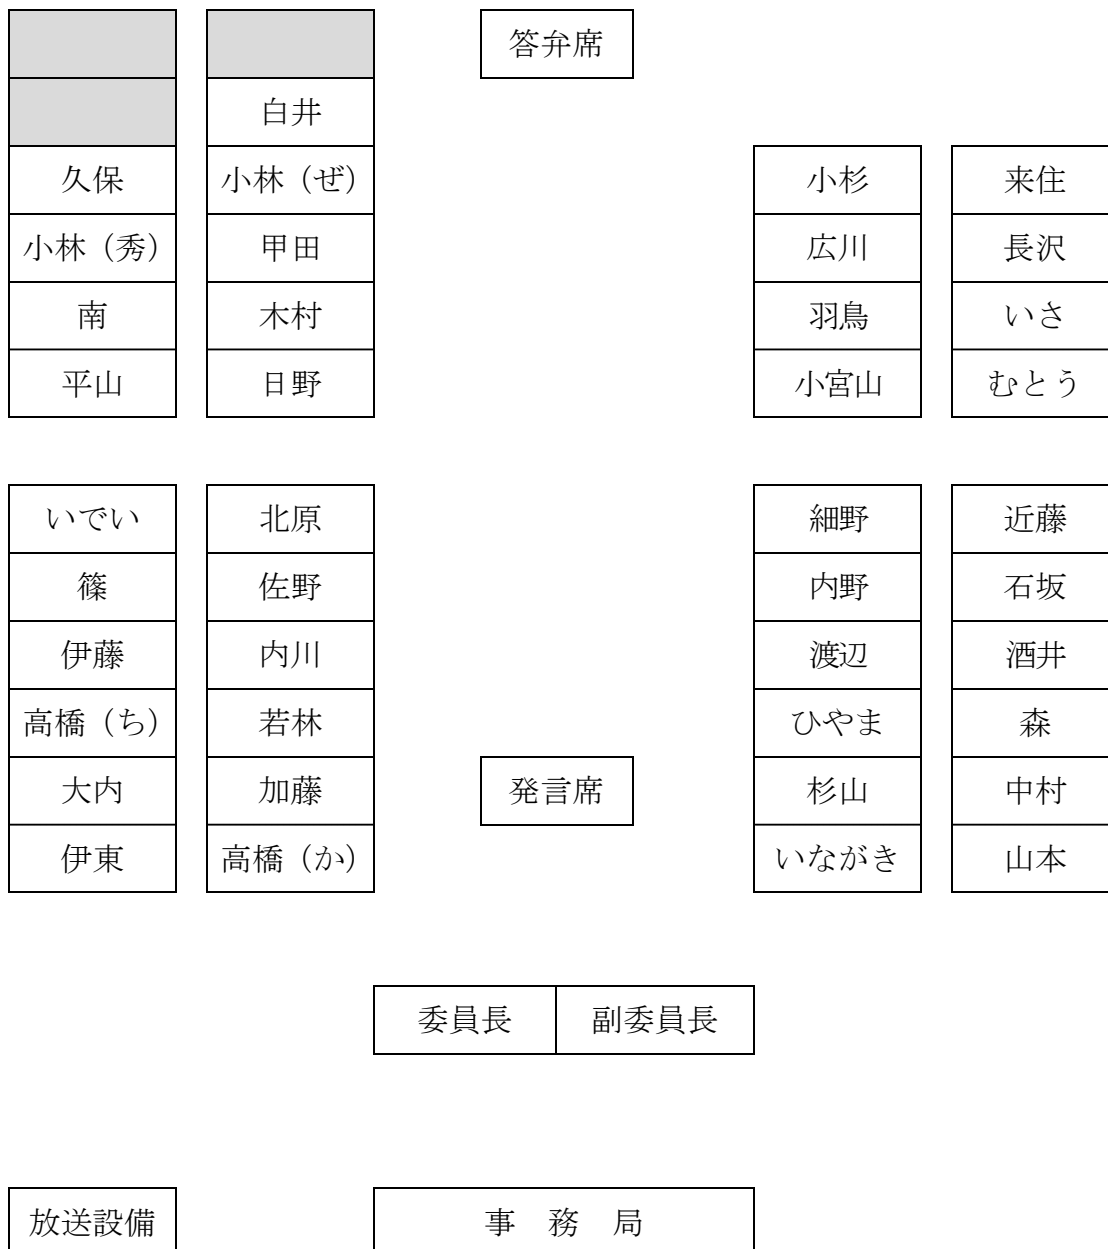 答弁席
白井
久保 小林（ぜ） 小杉 来住
小林（秀） 甲田 広川 長沢
南 木村 羽鳥 いさ
平山 日野 小宮山 むとう
いでい 北原 細野 近藤
篠 佐野 内野 石坂
伊藤 内川 渡辺 酒井
高橋（ち） 若林 ひやま 森
大内 加藤 発言席 杉山 中村
伊東 高橋（か） いながき 山本
委員長 副委員長
放送設備 事　務　局